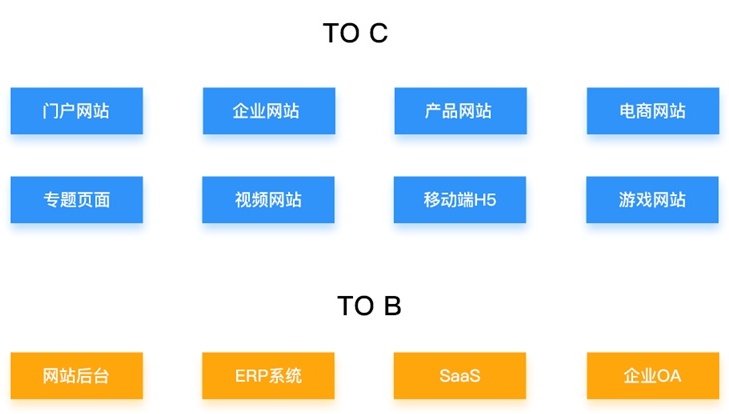 TO C
门户网站 企业网站 产品网站 电商网站
专题页面 视频网站 移动端H5 游戏网站
TO B
网站后台 ERP系统 SaaS 企业OA